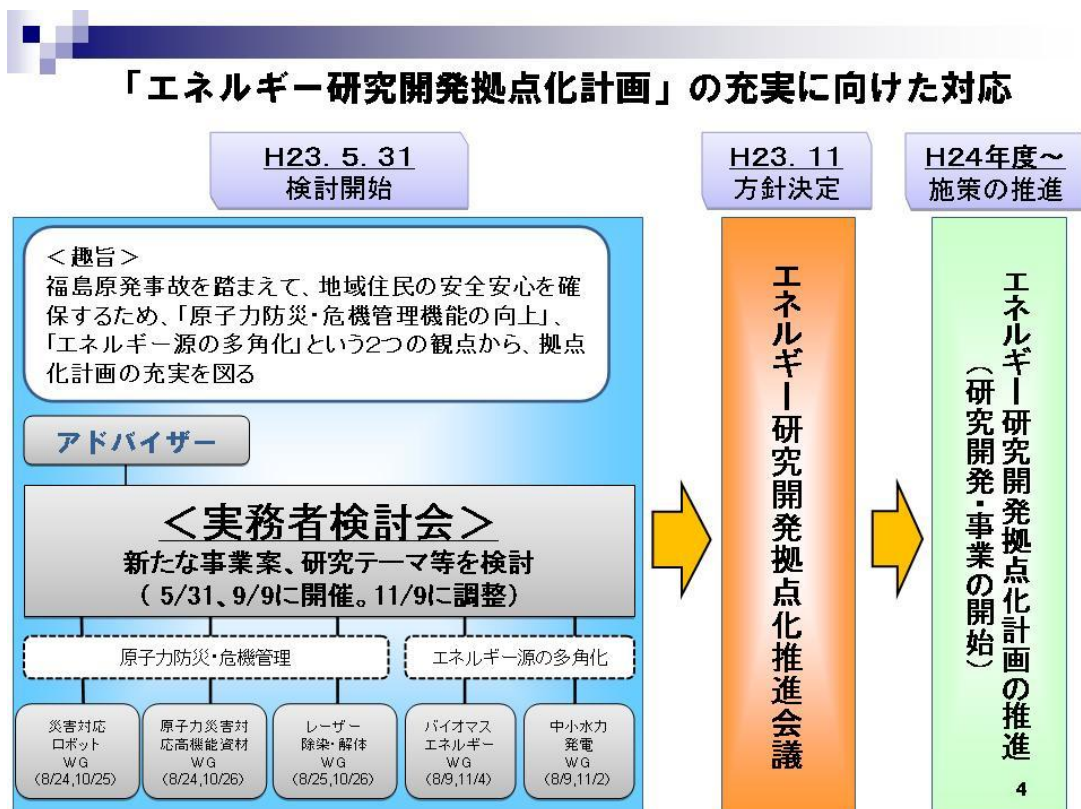 「エネルギー研究開発拠点化計画」の充実に向けた対応
H23. 5. 31
検討開始
H23. 11
方針決定
H24年度～
施策の推進
＜趣旨＞
福島原発事故を踏まえて、地域住民の安全安心を確
保するため、「原子力防災・危機管理機能の向上」、
「エネルギー源の多角化」という2つの観点から、拠点
化計画の充実を図る
アドバイザー
＜実務者検討会＞
新たな事業案、研究テーマ等を検討
( 5/31、9/9に開催。11/9に調整)
原子力防災・危機管理
エネルギー源の多角化
災害対応
ロボット
WG
(8/24,10/25)
原子力災害対
応高機能資材
WG
(8/24,10/26)
レーザー
除染・解体
WG
(8/25,10/26)
バイオマス
エネルギー
WG
(8/9,11/4)
中小水力
発電
WG
(8/9,11/2)
エネルギー研究開発拠点化推進会議
エネルギー研究開発拠点化計画の推進
（研究開発・事業の開始）
4